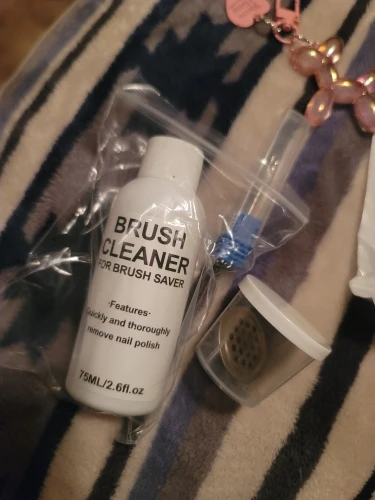 BRUSH
CLEANER
FOR BRUSH SAVER
·Features·
Quickly and thoroughly
remove nail polish
75ML/2.6fl.oz